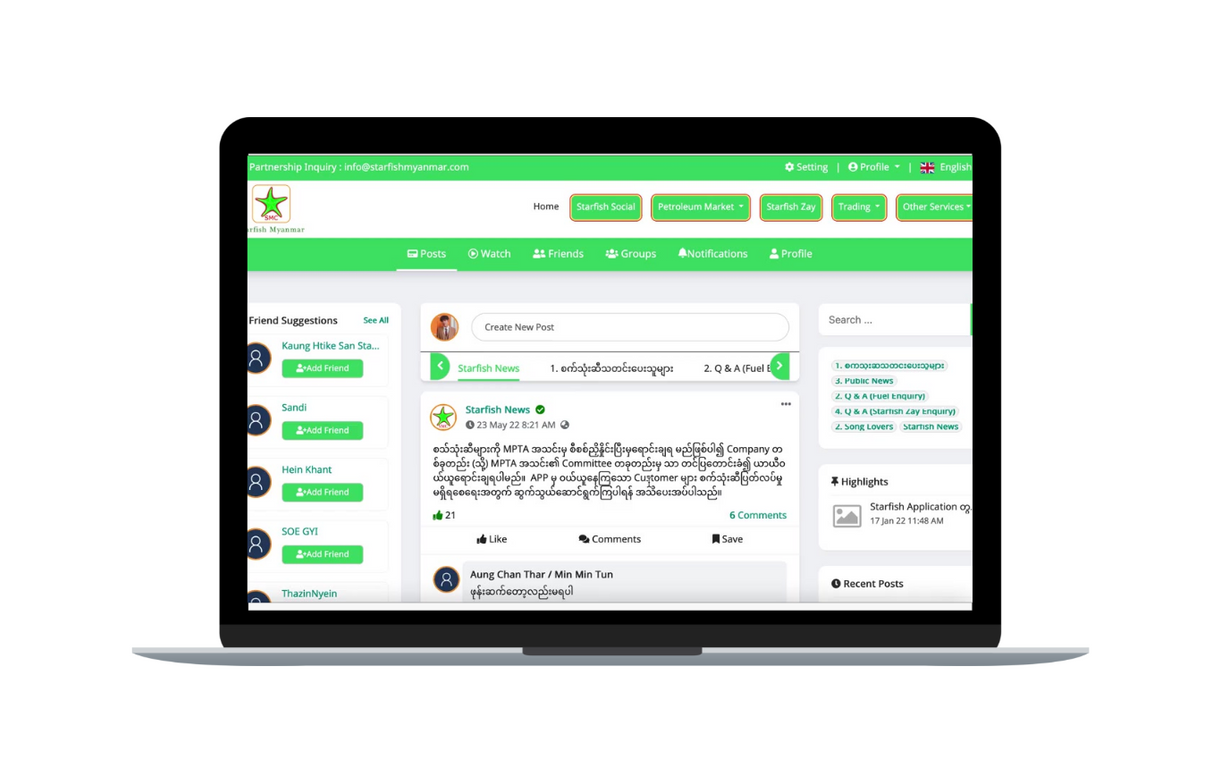 Partnership Inquiry : info@starfishmyanmar.com
Setting | Profile | English
SMC
rfish Myanmar
Home Starfish Social Petroleum Market Starfish Zay Trading Other Services
Posts Watch Friends Groups Notifications Profile
Friend Suggestions See All
Kaung Htike San Sta...
Add Friend
Sandi
Add Friend
Hein Khant
Add Friend
SOE GYI
Add Friend
ThazinNyein
Create New Post
Starfish News 1. စက်သုံးဆီသတင်းပေးသူများ 2. Q & A (Fuel E
Starfish News
23 May 22 8:21 AM
စသ်သုံးဆီများကို MPTA အသင်းမှ စီစစ်ညှိနှိုင်းပြီးမှရောင်းချရ မည်ဖြစ်ပါ၍ Company တ
စ်ခုတည်း (သို့) MPTA အသင်း၏ Committee တခုတည်းမှ သာ တင်ပြတောင်းခံ၍ ယာယီဝ
ယ်ယူရောင်းချရပါမည်။ APP မှ ဝယ်ယူနေကြသော Customer များ စက်သုံးဆီပြတ်လပ်မှု
မရှိရစေရေးအတွက် ဆွက်သွယ်ဆောင်ရွက်ကြပါရန် အသိပေးအပ်ပါသည်။
21 6 Comments
Like Comments Save
Aung Chan Thar / Min Min Tun
ဖုန်းဆက်တော့လည်းမရပါ
Search ...
1. စကသုံးဆသတင်းပေးသူများ
3. Public News
2. Q & A (Fuel Enquiry)
4. Q & A (Starfish Zay Enquiry)
2. Song Lovers Starfish News
Highlights
Starfish Application တွ
17 Jan 22 11:48 AM
Recent Posts